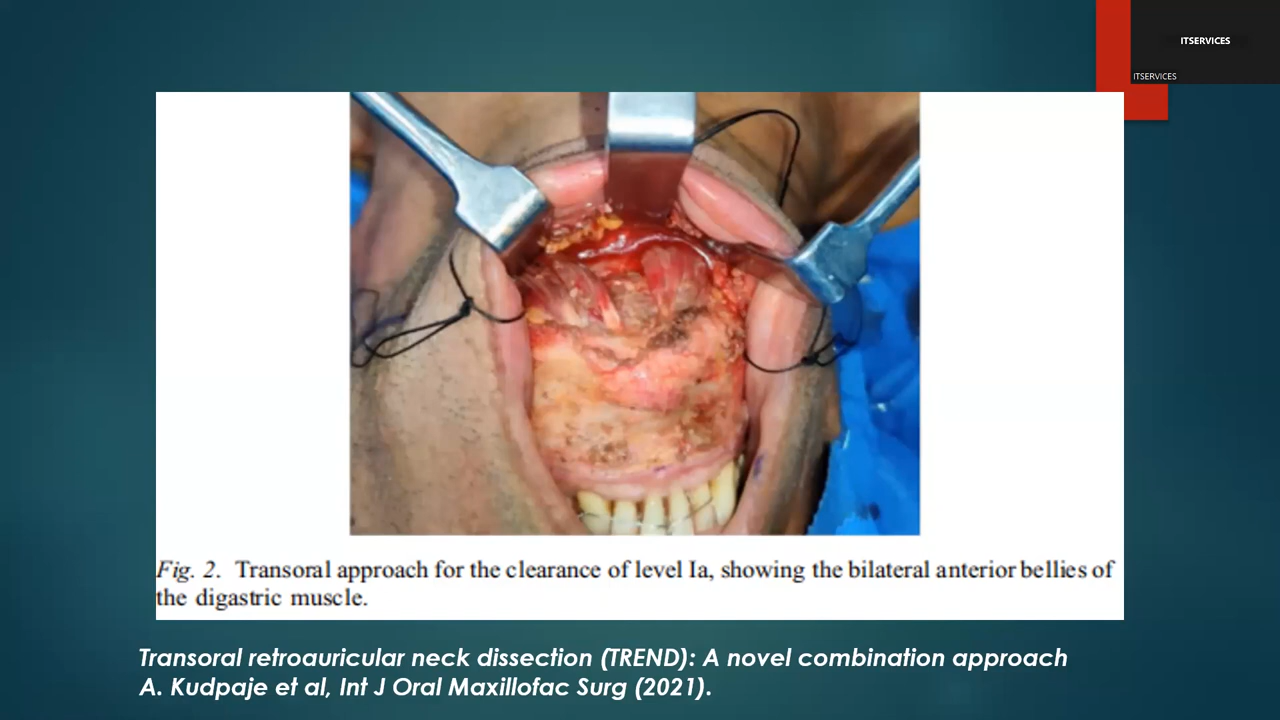 ITSERVICES
ITSERVICES
Fig. 2. Transoral approach for the clearance of level Ia, showing the bilateral anterior bellies of
the digastric muscle.
Transoral retroauricular neck dissection (TREND): A novel combination approach
A. Kudpaje et al, Int J Oral Maxillofac Surg (2021).